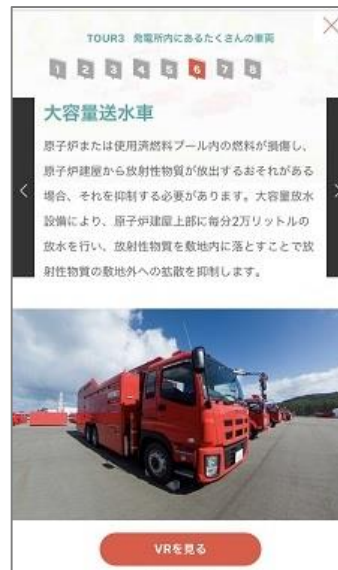 TOUR3 発電所内にあるたくさんの車両
1 2 3 4 5 6 7 8
大容量送水車
原子炉または使用済燃料プール内の燃料が損傷し、
原子炉建屋から放射性物質が放出するおそれがある
場合、それを抑制する必要があります。大容量放水
設備により、原子炉建屋上部に毎分2万リットルの
放水を行い、放射性物質を敷地内に落とすことで放
射性物質の敷地外への拡散を抑制します。
VRを見る